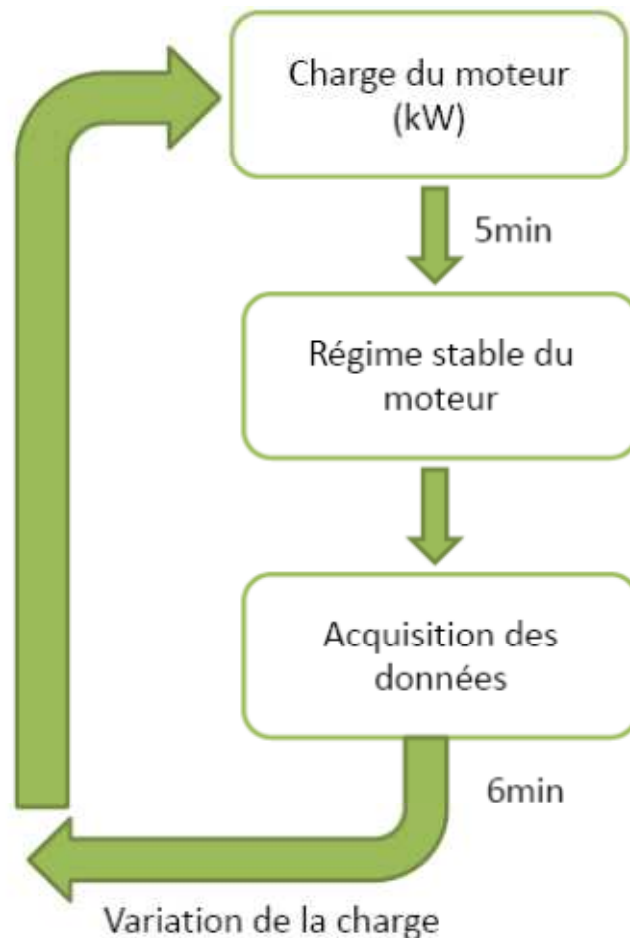 Charge du moteur
(kW)
5min
Régime stable du
moteur
Acquisition des
données
6min
Variation de la charge